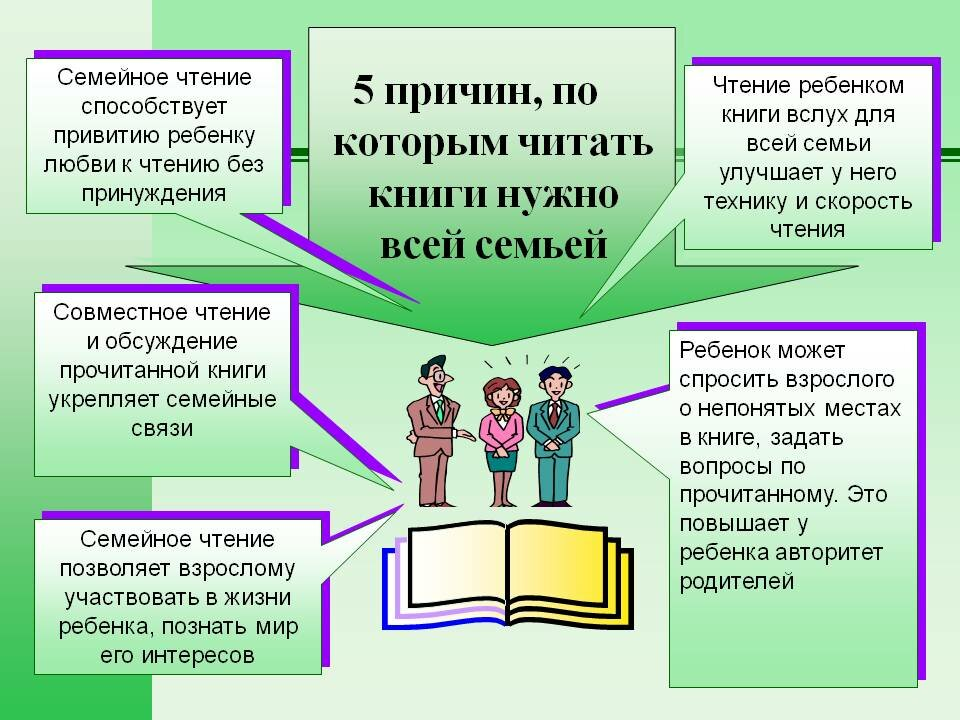 5 причин, по
которым читать
книги нужно
всей семьей
Семейное чтение
способствует
привитию ребенку
любви к чтению без
принуждения
Чтение ребенком
книги вслух для
всей семьи
улучшает у него
технику и скорость
чтения
Совместное чтение
и обсуждение
прочитанной книги
укрепляет семейные
связи
Ребенок может
спросить взрослого
о непонятых местах
в книге, задать
вопросы по
прочитанному. Это
повышает у
ребенка авторитет
родителей
Семейное чтение
позволяет взрослому
участвовать в жизни
ребенка, познать мир
его интересов